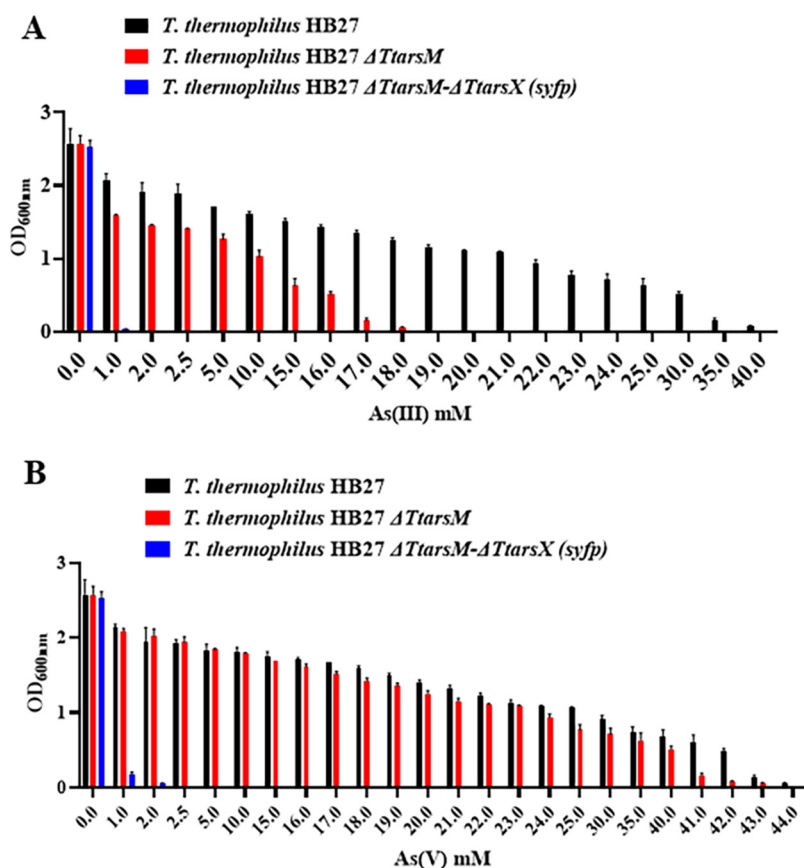 A
T. thermophilus HB27
T. thermophilus HB27 ΔTtarsM
T. thermophilus HB27 ΔTtarsM-ΔTtarsX (syfp)
3
2
1
0
OD600nm
0.0 1.0 2.0 2.5 5.0 10.0 15.0 16.0 17.0 18.0 19.0 20.0 21.0 22.0 23.0 24.0 25.0 30.0 35.0 40.0
As(III) mM
B
T. thermophilus HB27
T. thermophilus HB27 ΔTtarsM
T. thermophilus HB27 ΔTtarsM-ΔTtarsX (syfp)
3
2
1
0
OD600nm
0.0 1.0 2.0 2.5 5.0 10.0 15.0 16.0 17.0 18.0 19.0 20.0 21.0 22.0 23.0 24.0 25.0 30.0 35.0 40.0 41.0 42.0 43.0 44.0
As(V) mM